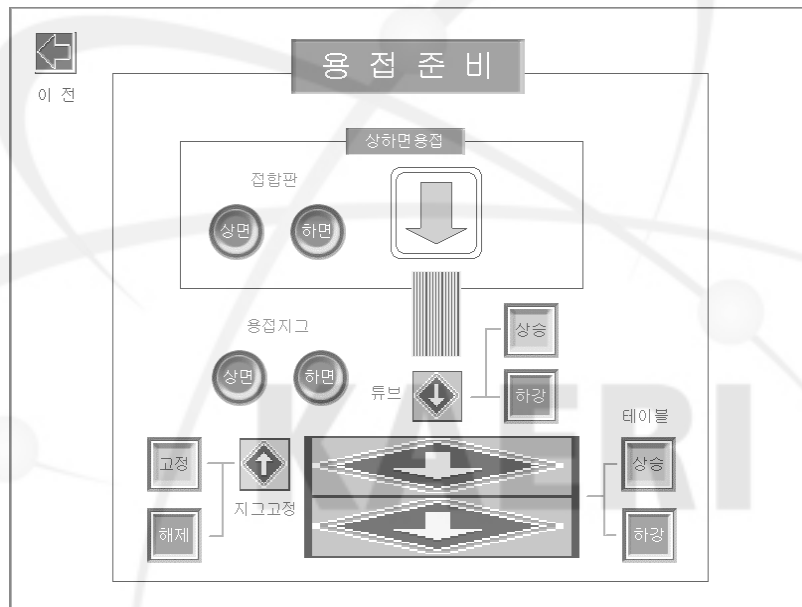 용 접 준 비
이 전
상하면용접
접합판
상면
하면
용접지그
상승
상면
하면
튜브
하강
테이블
고정
상승
지그고정
해제
하강
KAERI